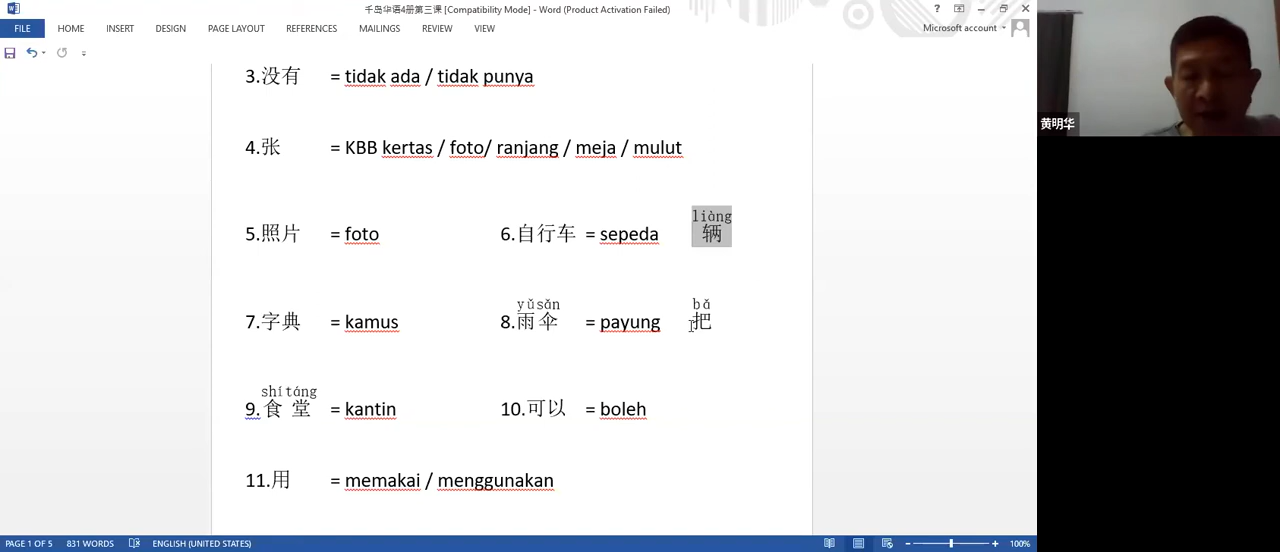 千岛华语4册第三课 [Compatibility Mode] - Word (Product Activation Failed)
FILE HOME INSERT DESIGN PAGE LAYOUT REFERENCES MAILINGS REVIEW VIEW Microsoft account
3.没有 = tidak ada / tidak punya
4.张 = KBB kertas / foto/ ranjang / meja / mulut
liàng
5.照片 = foto 6.自行车 = sepeda 辆
yǔsǎn bǎ
7.字典 = kamus 8.雨伞 = payung 把
shítáng
9.食堂 = kantin 10.可以 = boleh
11.用 = memakai / menggunakan
PAGE 1 OF 5 831 WORDS ENGLISH (UNITED STATES) 100%
黄明华